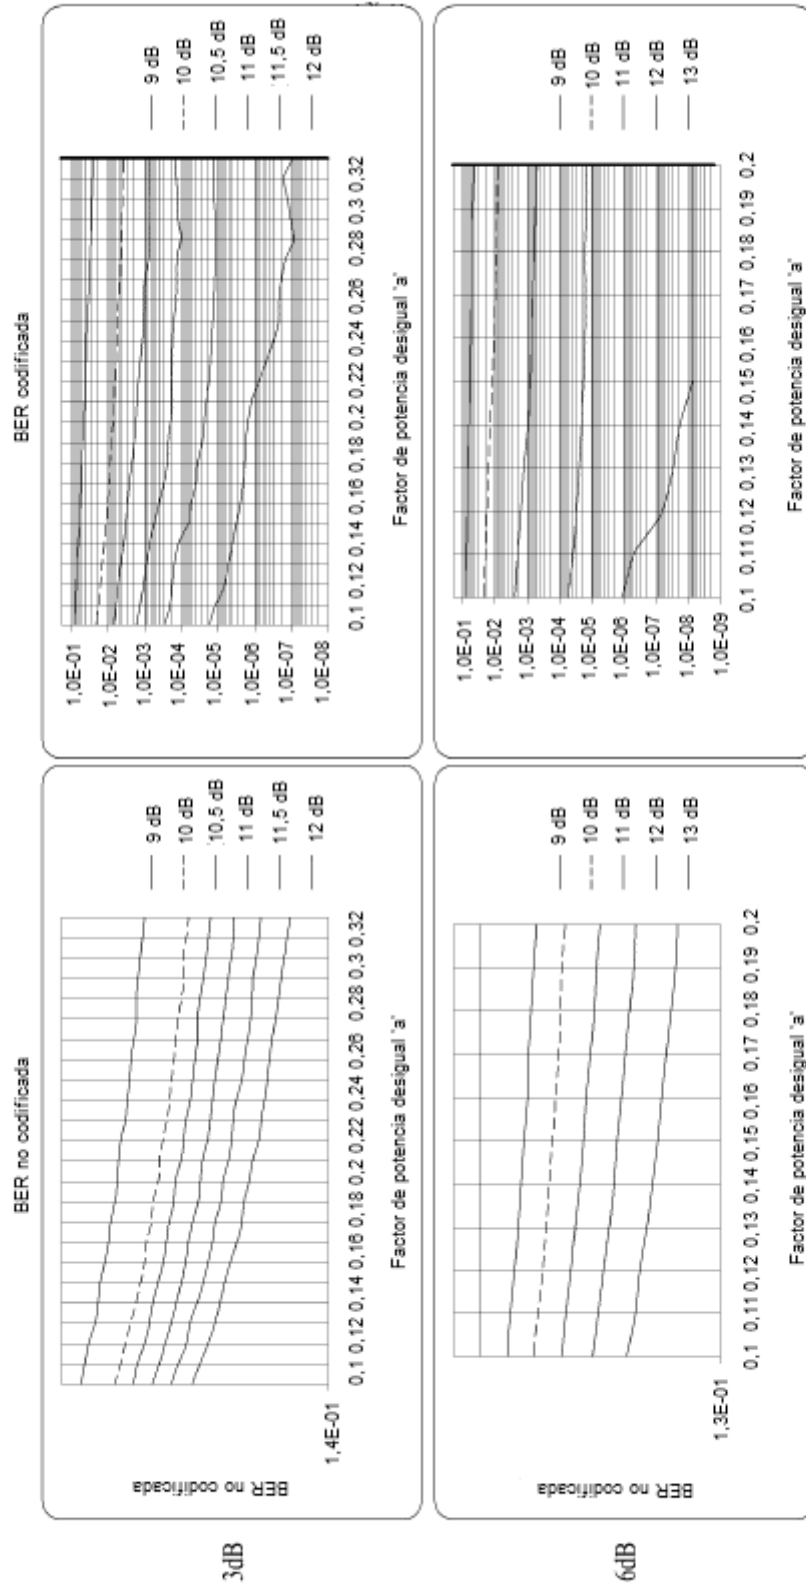 BER no codificada
BER codificada
3dB
BER no codificada
1,4E-01
0,1 0,12 0,14 0,16 0,18 0,2 0,22 0,24 0,26 0,28 0,3 0,32
Factor de potencia desigual 'a'
9 dB
10 dB
10,5 dB
11 dB
11,5 dB
12 dB
1,0E-01
1,0E-02
1,0E-03
1,0E-04
1,0E-05
1,0E-06
1,0E-07
1,0E-08
0,1 0,12 0,14 0,16 0,18 0,2 0,22 0,24 0,26 0,28 0,3 0,32
Factor de potencia desigual 'a'
9 dB
10 dB
10,5 dB
11 dB
11,5 dB
12 dB
6dB
BER no codificada
1,3E-01
0,1 0,11 0,12 0,13 0,14 0,15 0,16 0,17 0,18 0,19 0,2
Factor de potencia desigual 'a'
9 dB
10 dB
11 dB
12 dB
13 dB
1,0E-01
1,0E-02
1,0E-03
1,0E-04
1,0E-05
1,0E-06
1,0E-07
1,0E-08
1,0E-09
0,1 0,11 0,12 0,13 0,14 0,15 0,16 0,17 0,18 0,19 0,2
Factor de potencia desigual 'a'
9 dB
10 dB
11 dB
12 dB
13 dB